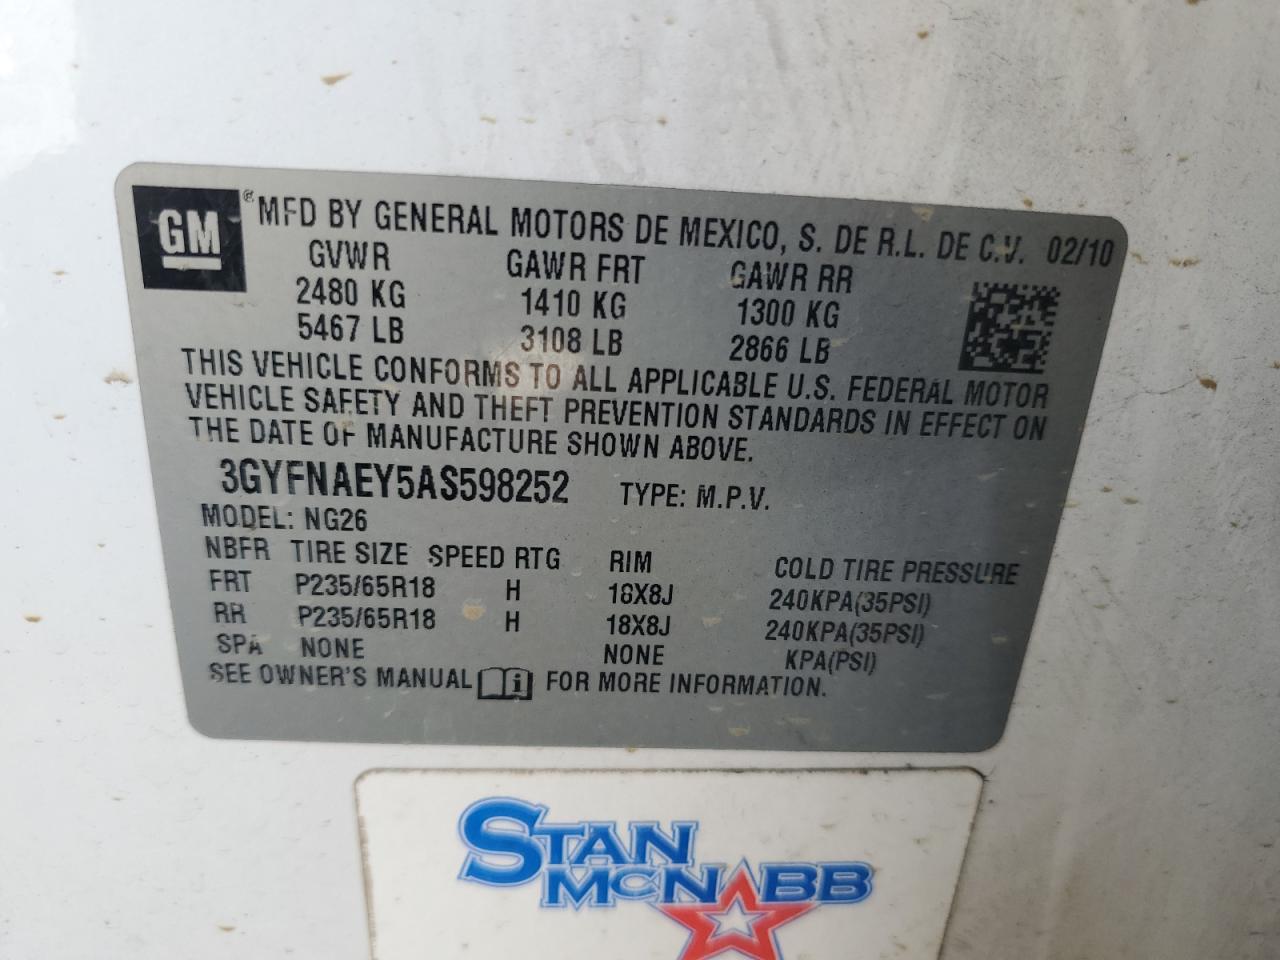 GM ® MFD BY GENERAL MOTORS DE MEXICO, S. DE R.L. DE C.V. 02/10
GVWR GAWR FRT GAWR RR
2480 KG 1410 KG 1300 KG
5467 LB 3108 LB 2866 LB
THIS VEHICLE CONFORMS TO ALL APPLICABLE U.S. FEDERAL MOTOR
VEHICLE SAFETY AND THEFT PREVENTION STANDARDS IN EFFECT ON
THE DATE OF MANUFACTURE SHOWN ABOVE.
3GYFNAEY5AS598252 TYPE: M.P.V.
MODEL: NG26
NBFR TIRE SIZE SPEED RTG RIM COLD TIRE PRESSURE
FRT P235/65R18 H 18X8J 240KPA(35PSI)
RR P235/65R18 H 18X8J 240KPA(35PSI)
SPA NONE NONE KPA(PSI)
SEE OWNER'S MANUAL i FOR MORE INFORMATION.
STAN
MCNABB